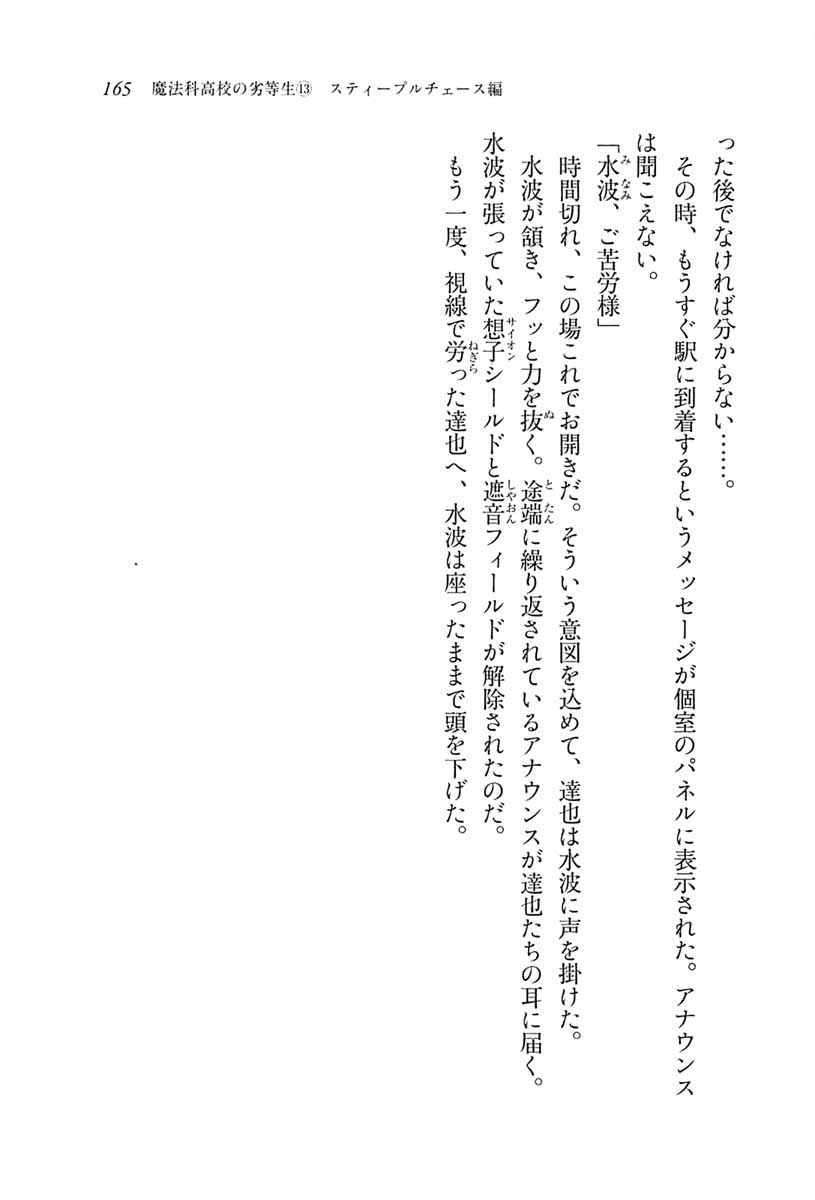 165　魔法科高校の劣等生⑬　スティープルチェース編
った後でなければ分からない……。
　その時、もうすぐ駅に到着するというメッセージが個室のパネルに表示された。アナウンス
は聞こえない。
「水波、ご苦労様」
　時間切れ、この場これでお開きだ。そういう意図を込めて、達也は水波に声を掛けた。
　水波が頷き、フッと力を抜く。途端に繰り返されているアナウンスが達也たちの耳に届く。
水波が張っていた想子シールドと遮音フィールドが解除されたのだ。
　もう一度、視線で労った達也へ、水波は座ったままで頭を下げた。